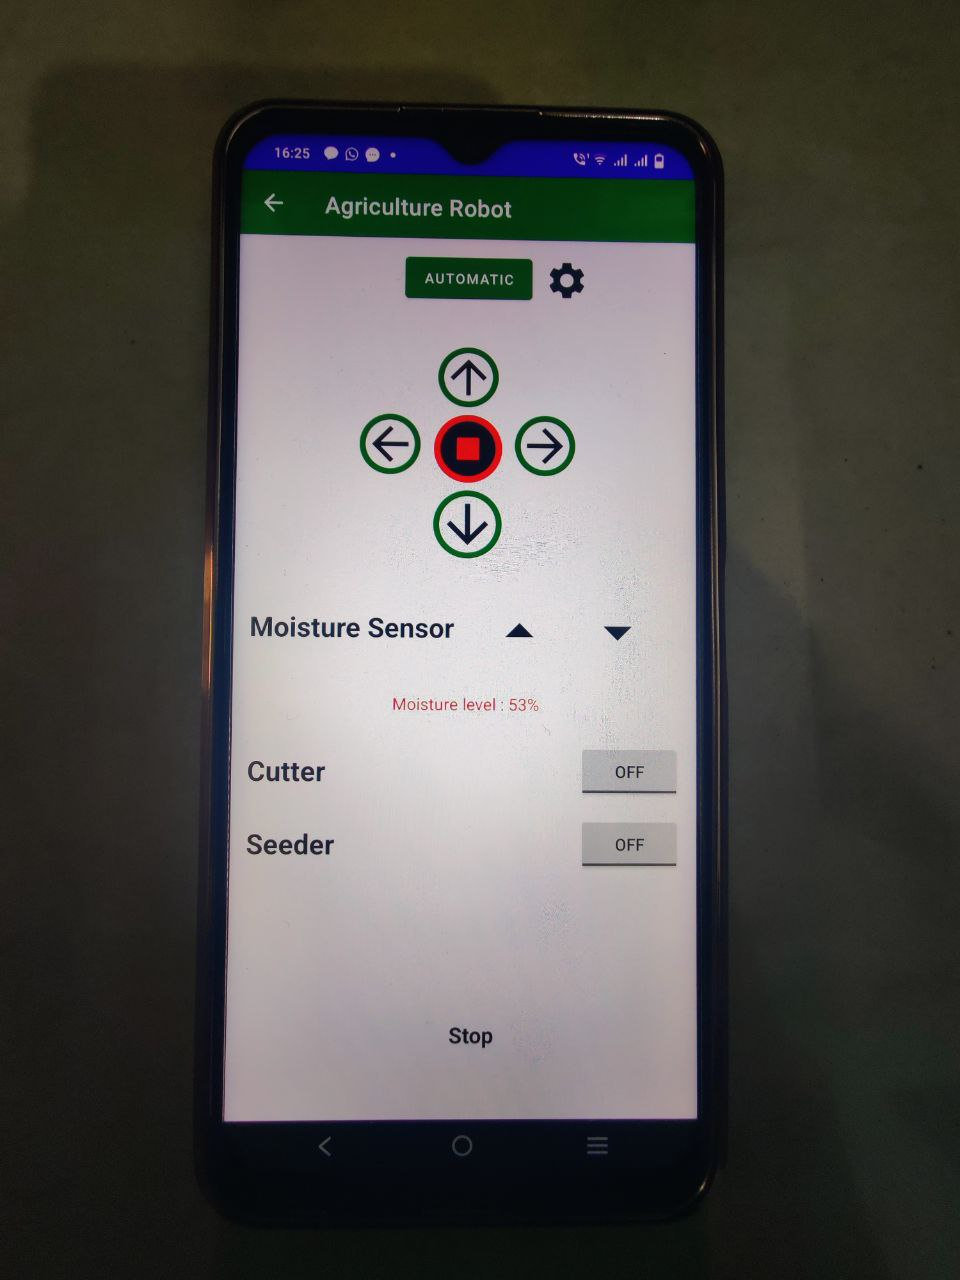 16:25
Agriculture Robot
AUTOMATIC
Moisture Sensor
Moisture level : 53%
Cutter OFF
Seeder OFF
Stop